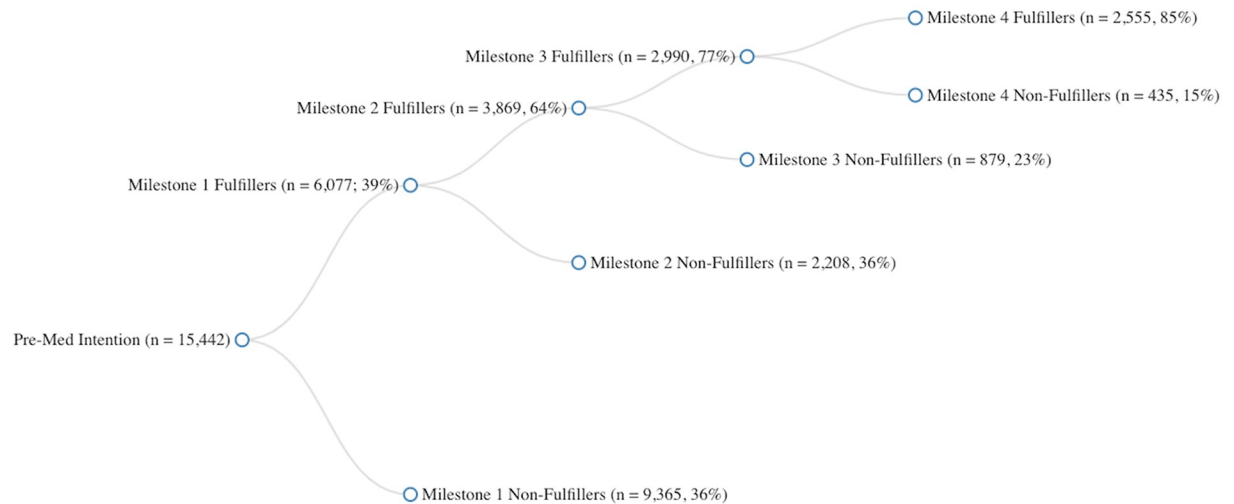 Milestone 4 Fulfillers (n = 2,555, 85%)
Milestone 3 Fulfillers (n = 2,990, 77%)
Milestone 4 Non-Fulfillers (n = 435, 15%)
Milestone 2 Fulfillers (n = 3,869, 64%)
Milestone 3 Non-Fulfillers (n = 879, 23%)
Milestone 1 Fulfillers (n = 6,077; 39%)
Milestone 2 Non-Fulfillers (n = 2,208, 36%)
Pre-Med Intention (n = 15,442)
Milestone 1 Non-Fulfillers (n = 9,365, 36%)